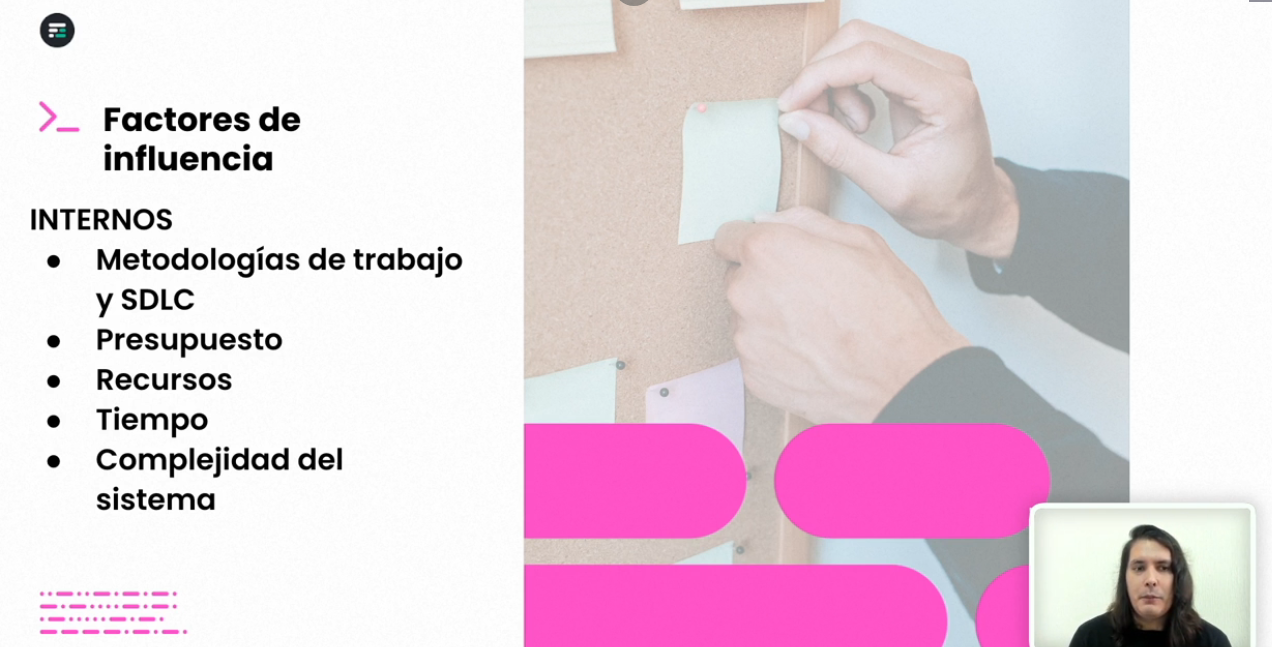 Factores de
influencia
INTERNOS
● Metodologías de trabajo
y SDLC
● Presupuesto
● Recursos
● Tiempo
● Complejidad del
sistema